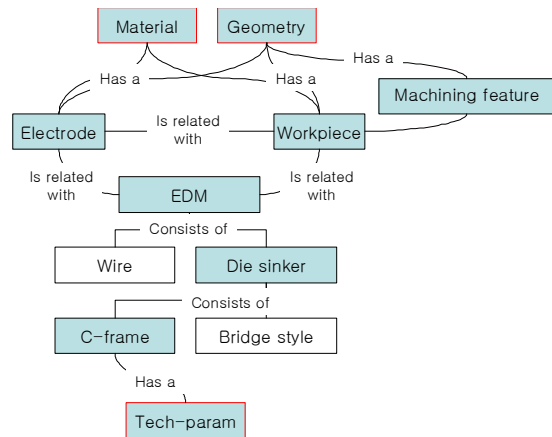 Material
Geometry
Has a
Has a
Has a
Machining feature
Electrode
Is related
with
Workpiece
Is related
with
Is related
with
EDM
Consists of
Wire
Die sinker
Consists of
C-frame
Bridge style
Has a
Tech-param